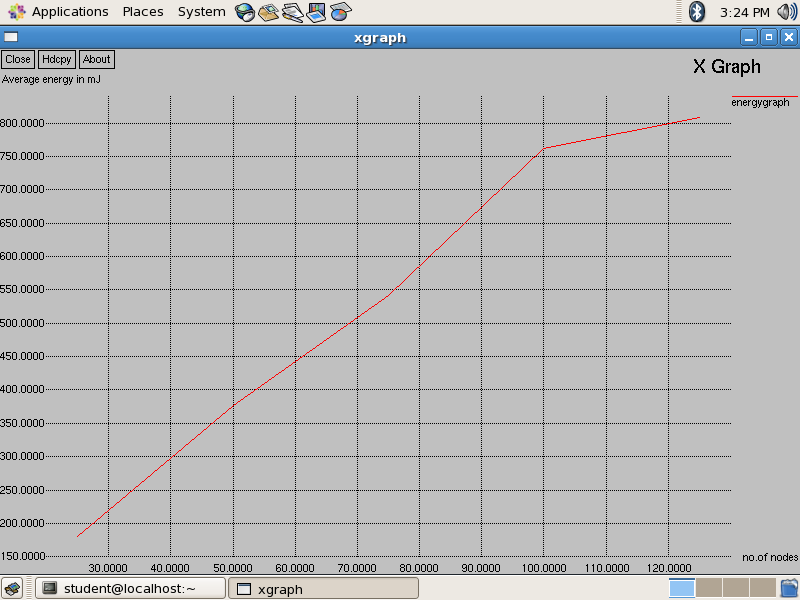 Applications Places System 3:24 PM
xgraph
Close Hdcpy About
X Graph
Average energy in mJ
energygraph
800.0000
750.0000
700.0000
650.0000
600.0000
550.0000
500.0000
450.0000
400.0000
350.0000
300.0000
250.0000
200.0000
150.0000
no.of nodes
30.0000 40.0000 50.0000 60.0000 70.0000 80.0000 90.0000 100.0000 110.0000 120.0000
student@localhost:~ xgraph